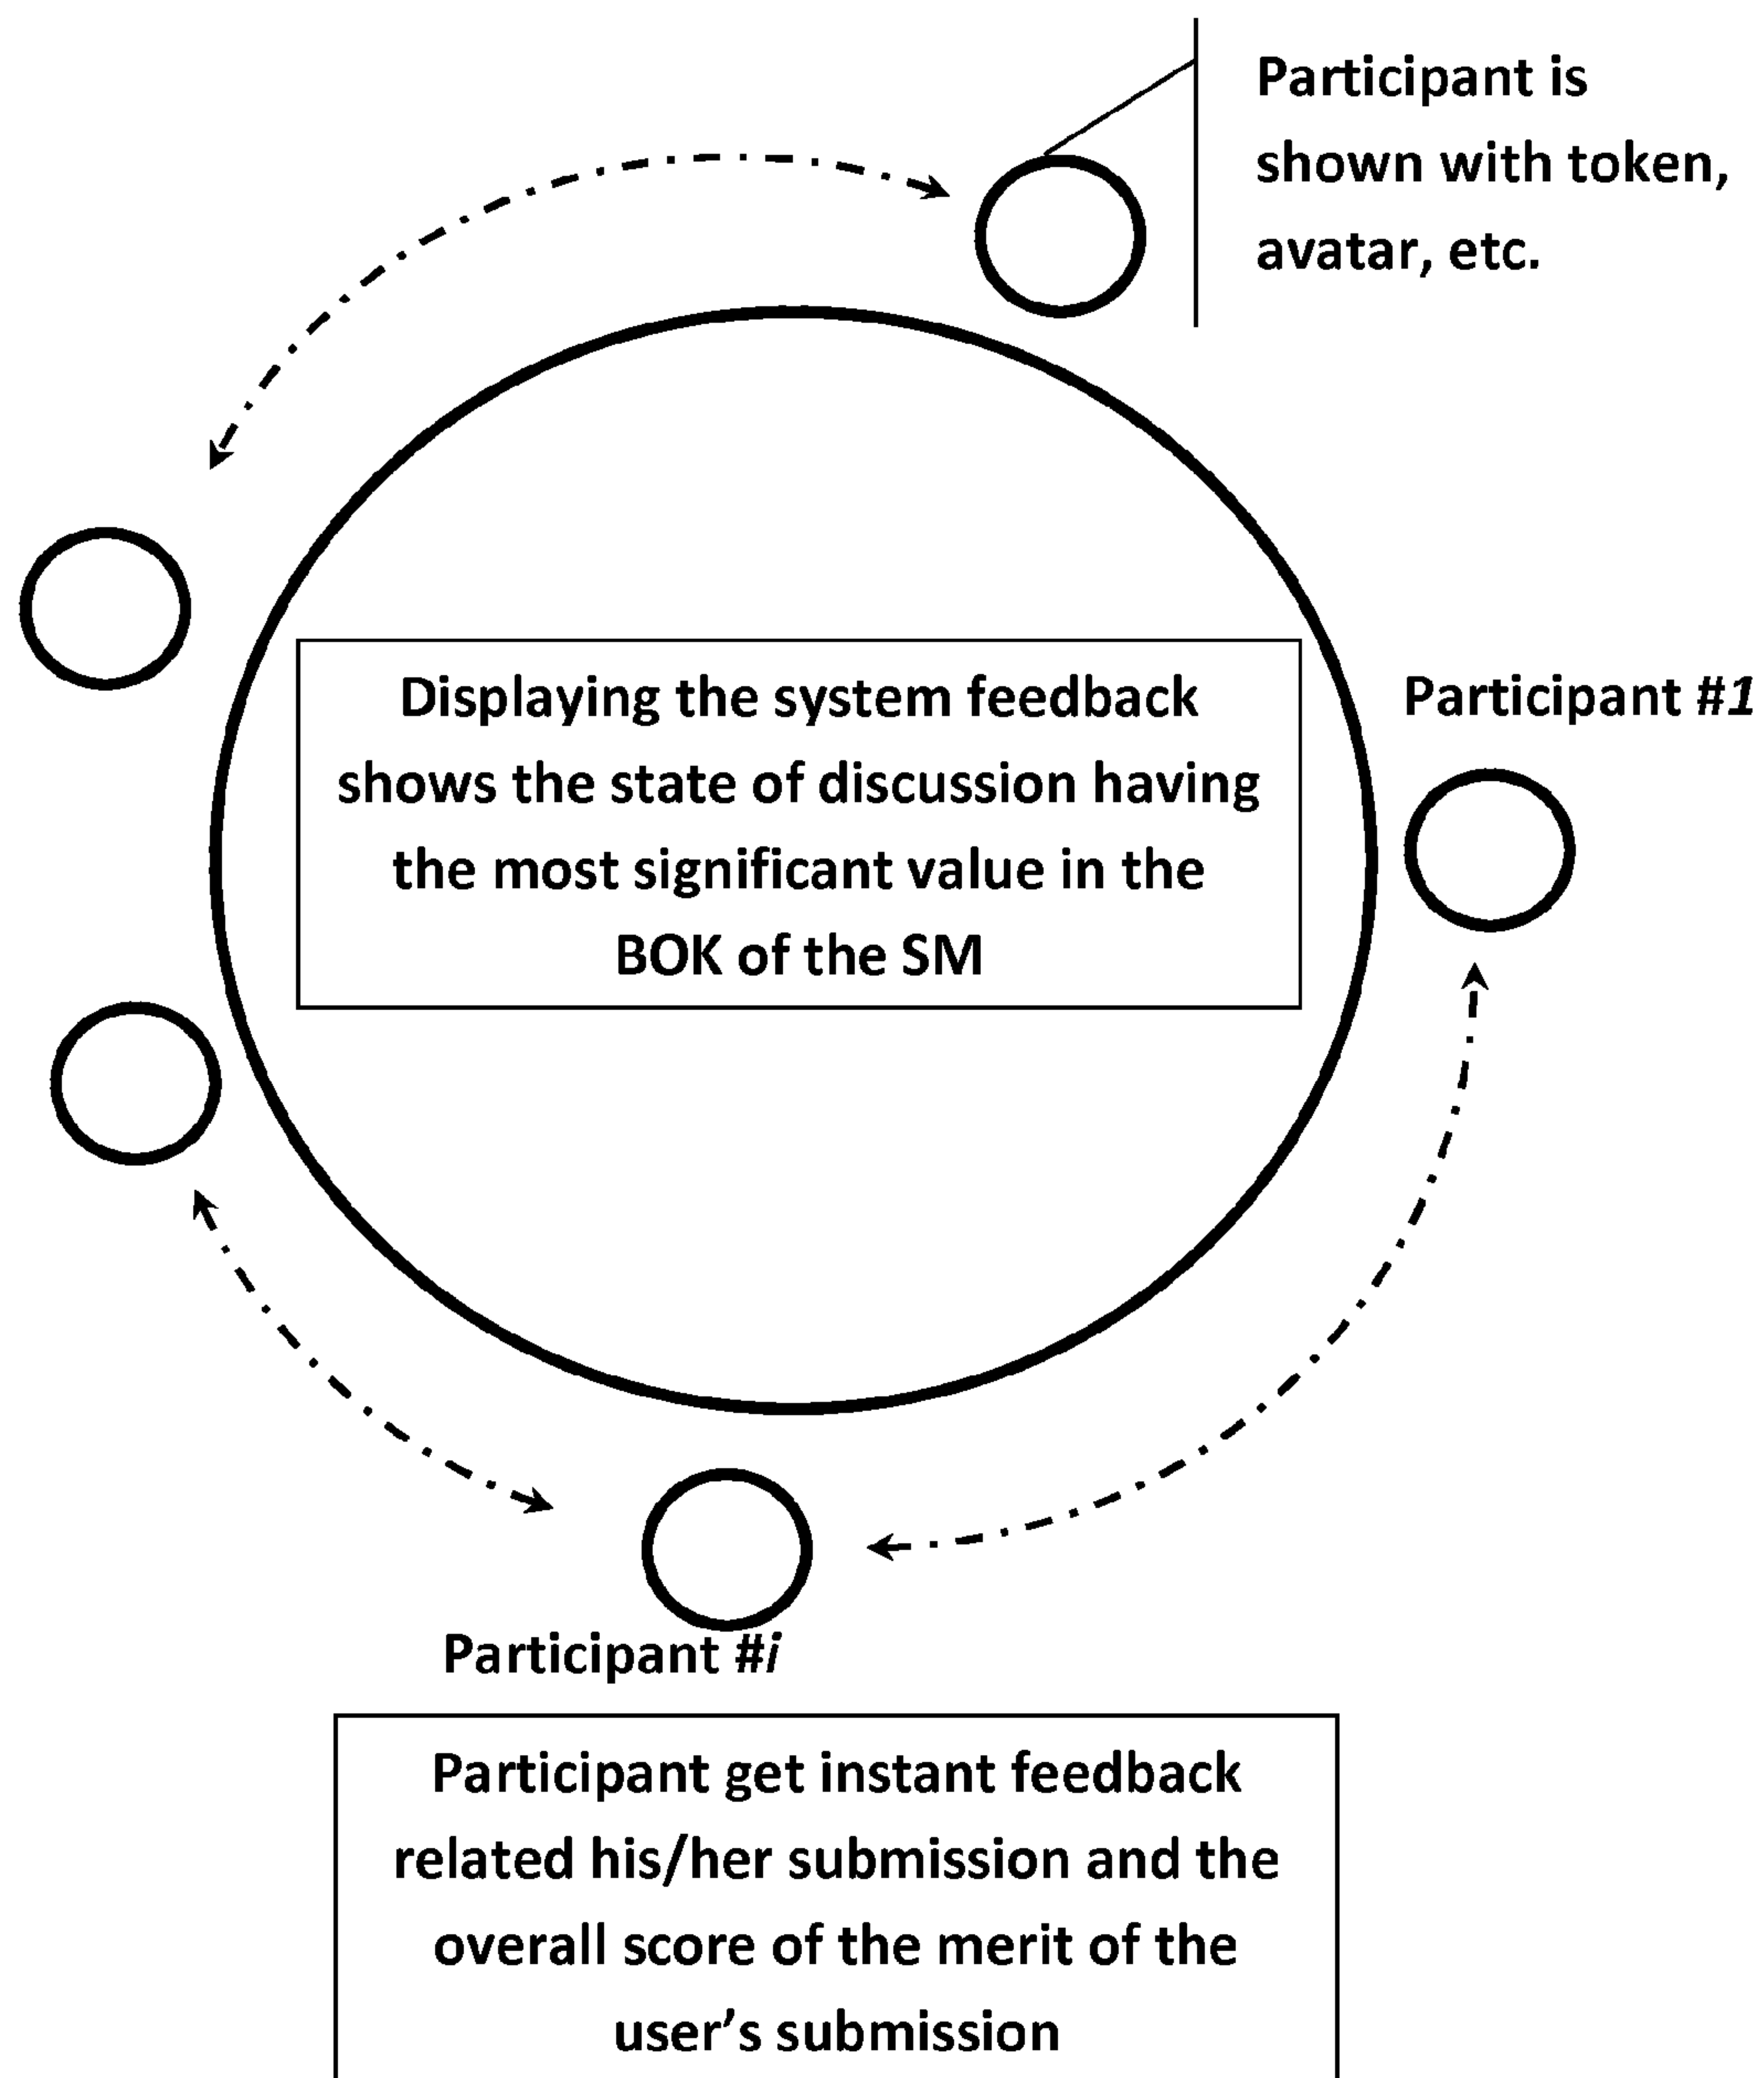 Participant is
shown with token,
avatar, etc.
Displaying the system feedback
shows the state of discussion having
the most significant value in the
BOK of the SM
Participant #1
Participant #i
Participant get instant feedback
related his/her submission and the
overall score of the merit of the
user’s submission